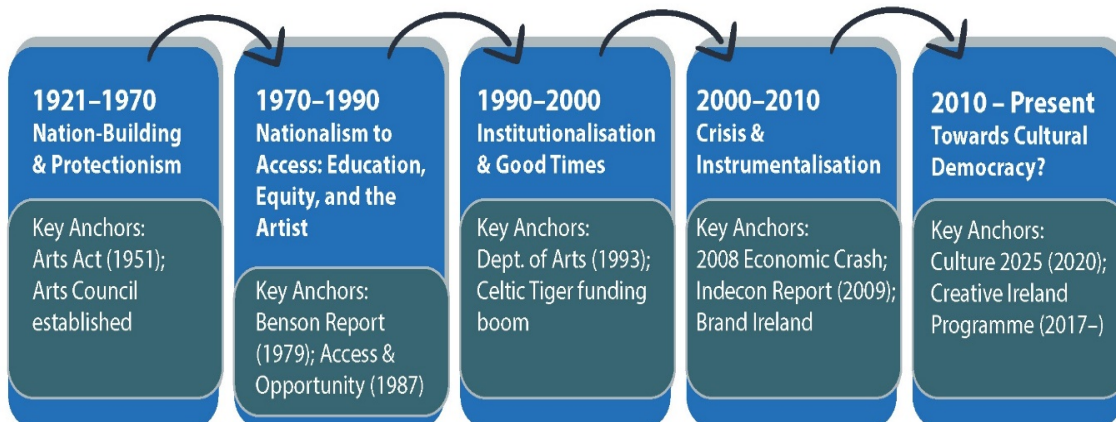 1921–1970
Nation-Building
& Protectionism
Key Anchors:
Arts Act (1951);
Arts Council
established
1970–1990
Nationalism to
Access: Education,
Equity, and the
Artist
Key Anchors:
Benson Report
(1979); Access &
Opportunity (1987)
1990–2000
Institutionalisation
& Good Times
Key Anchors:
Dept. of Arts (1993);
Celtic Tiger funding
boom
2000–2010
Crisis &
Instrumentalisation
Key Anchors:
2008 Economic Crash;
Indecon Report (2009);
Brand Ireland
2010 – Present
Towards Cultural
Democracy?
Key Anchors:
Culture 2025 (2020);
Creative Ireland
Programme (2017–)